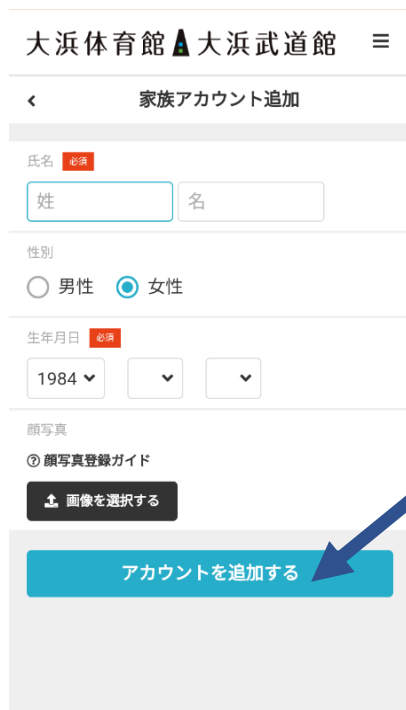 大浜体育館 大浜武道館
家族アカウント追加
氏名 必須
姓 名
性別
男性 女性
生年月日 必須
1984
顔写真
? 顔写真登録ガイド
画像を選択する
アカウントを追加する